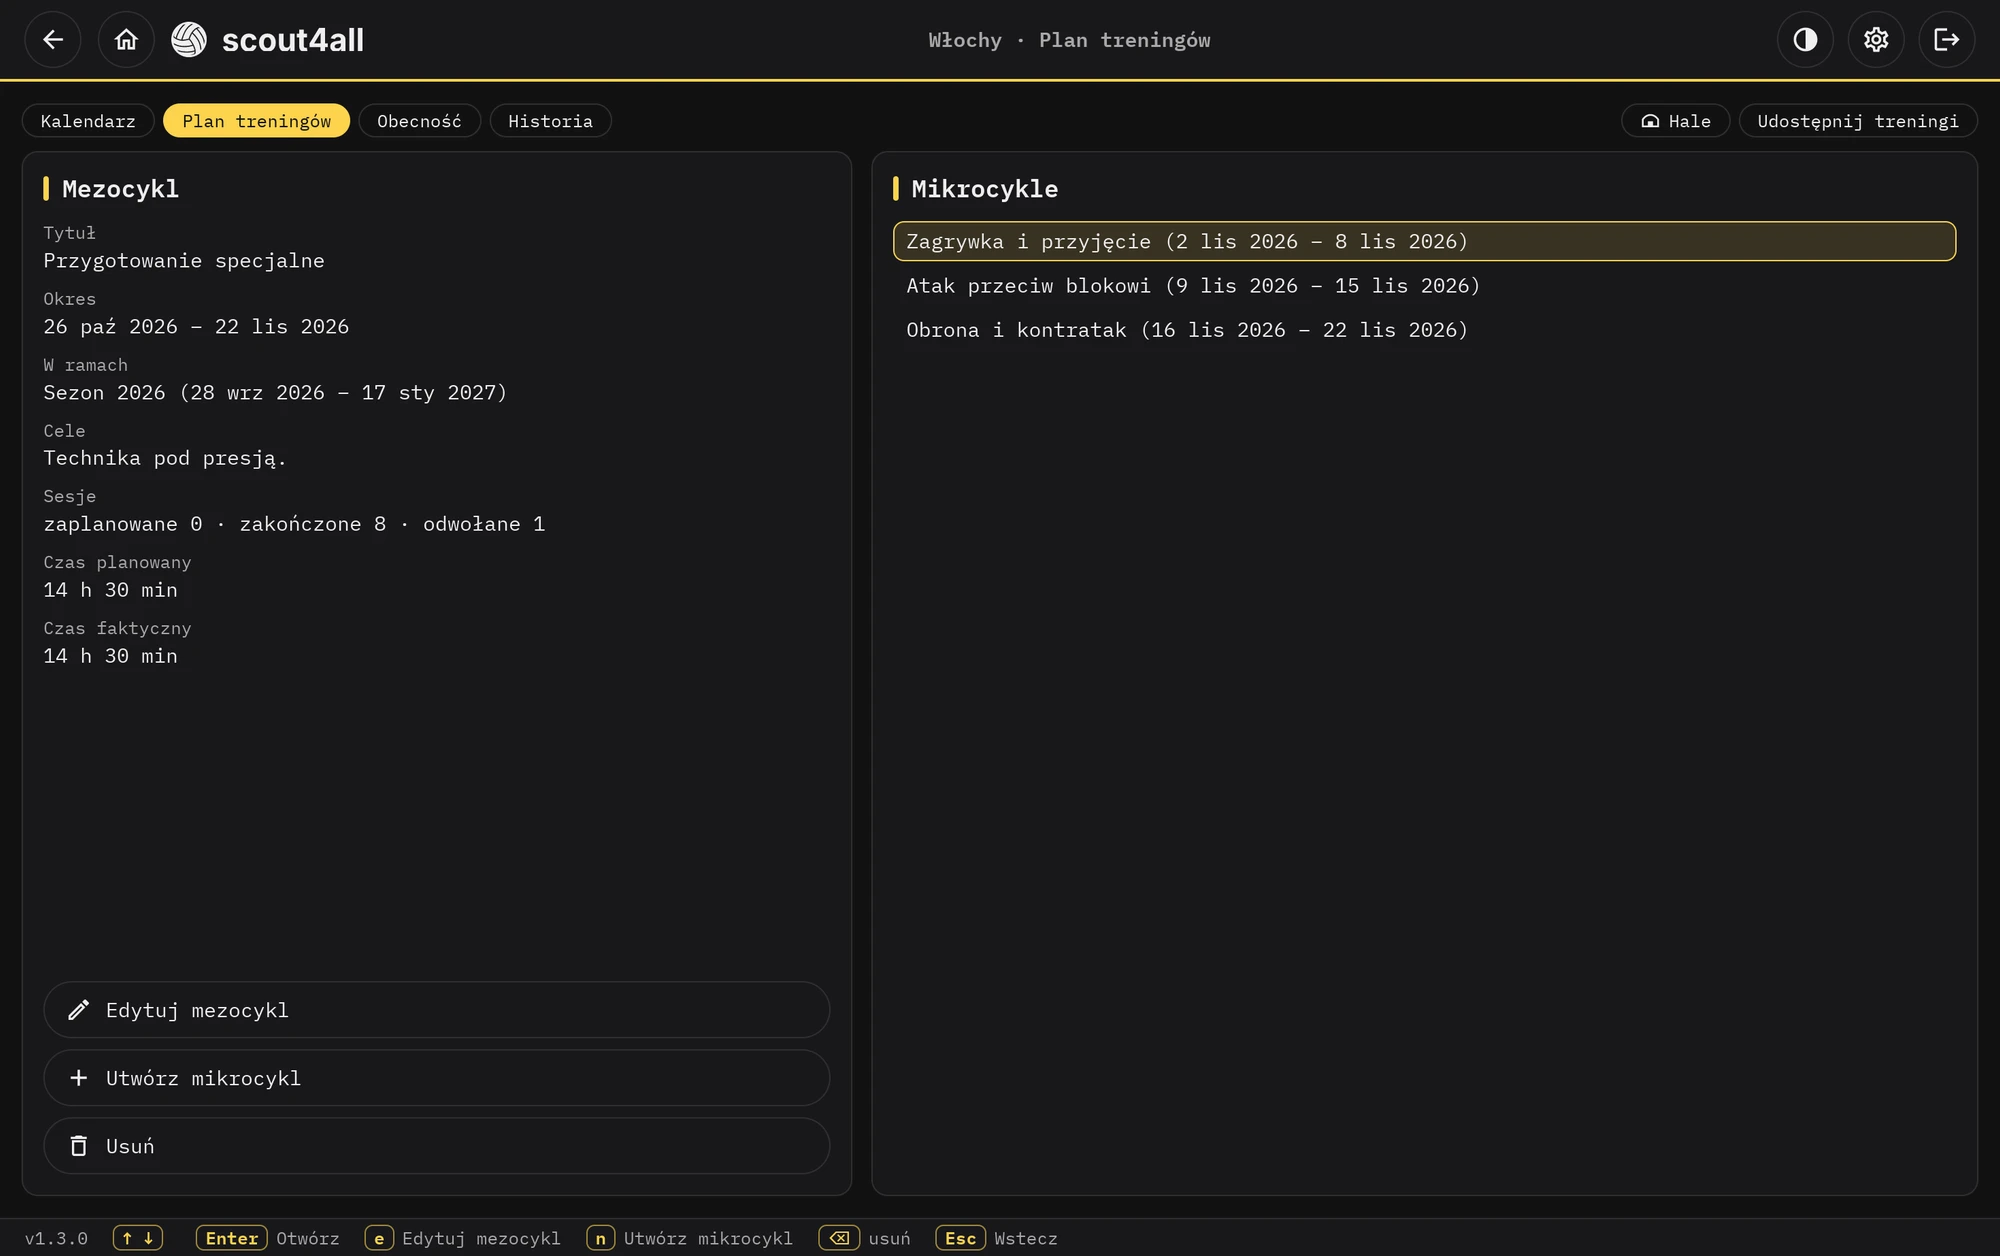 scout4all
Włochy · Plan treningów
Kalendarz
Plan treningów
Obecność
Historia
Hale
Udostępnij treningi
Mezocykl
Tytuł
Przygotowanie specjalne
Okres
26 paź 2026 – 22 lis 2026
W ramach
Sezon 2026 (28 wrz 2026 – 17 sty 2027)
Cele
Technika pod presją.
Sesje
zaplanowane 0 · zakończone 8 · odwołane 1
Czas planowany
14 h 30 min
Czas faktyczny
14 h 30 min
Edytuj mezocykl
Utwórz mikrocykl
Usuń
Mikrocykle
Zagrywka i przyjęcie (2 lis 2026 – 8 lis 2026)
Atak przeciw blokowi (9 lis 2026 – 15 lis 2026)
Obrona i kontratak (16 lis 2026 – 22 lis 2026)
v1.3.0 ↑ ↓ Enter Otwórz e Edytuj mezocykl n Utwórz mikrocykl ⌫ usuń Esc Wstecz